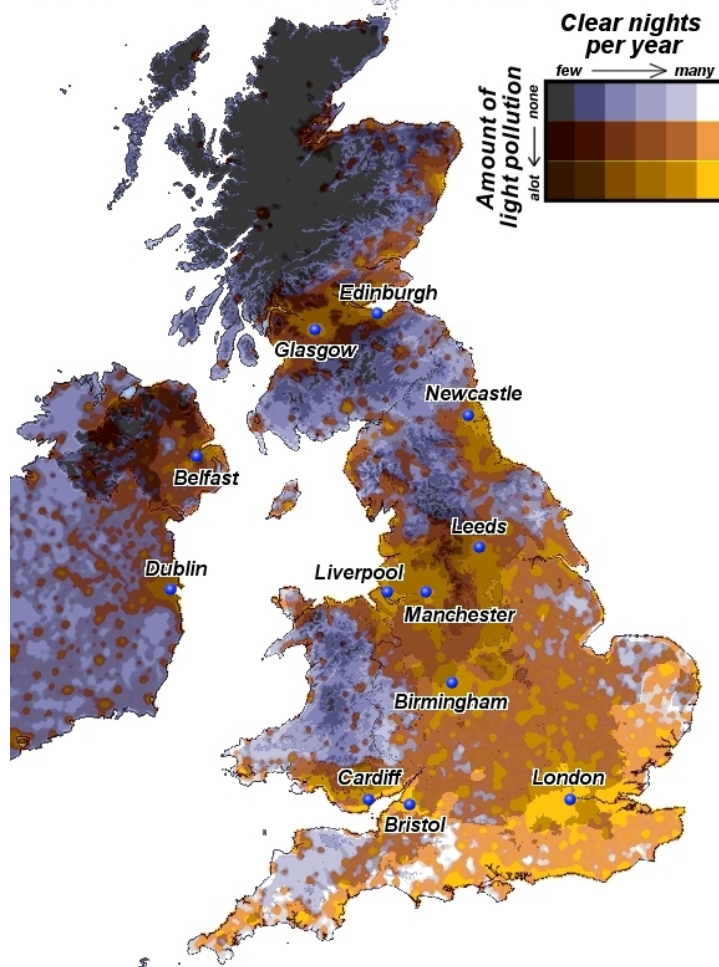 Clear nights
per year
few
many
Amount of
light pollution
none
alot
Edinburgh
Glasgow
Newcastle
Belfast
Leeds
Dublin
Liverpool
Manchester
Birmingham
Cardiff
London
Bristol